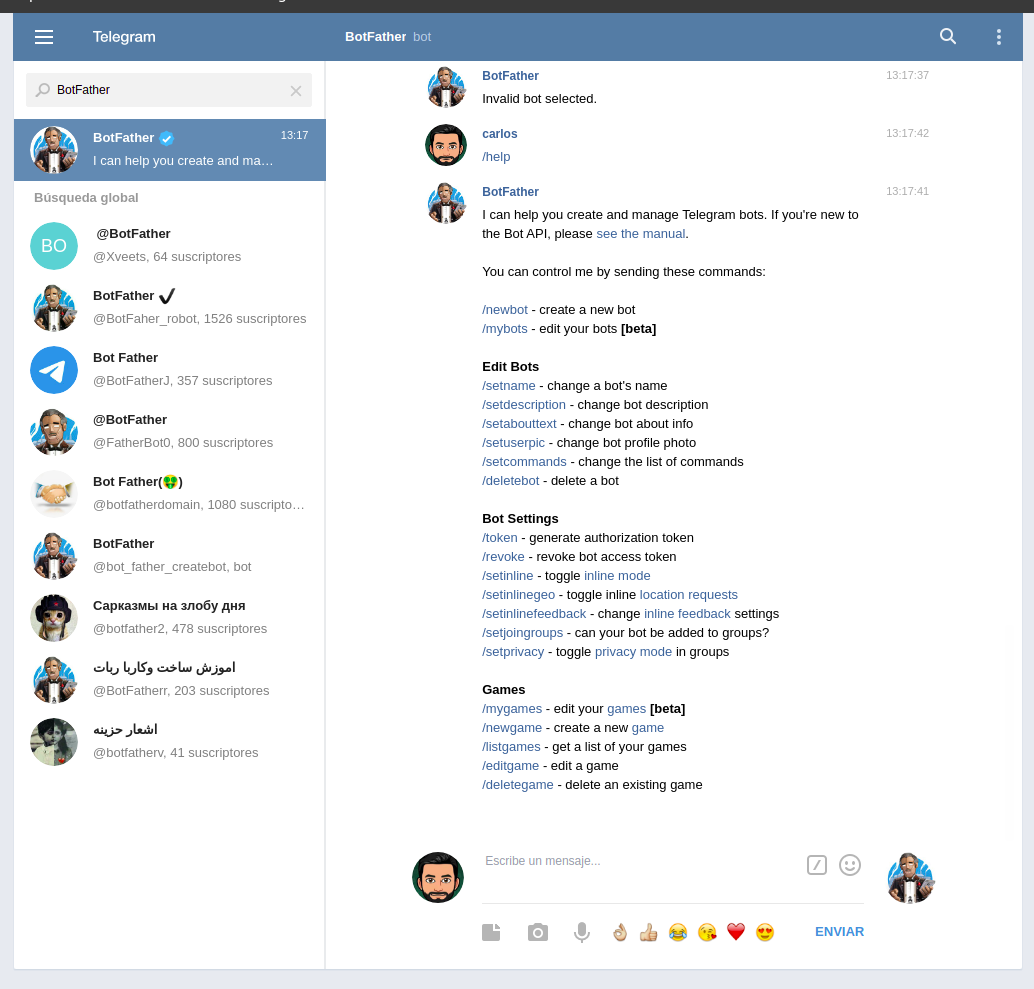 Telegram
BotFather bot
BotFather
BotFather 13:17
I can help you create and ma…
Búsqueda global
BO
@BotFather
@Xveets, 64 suscriptores
BotFather ✔
@BotFaher_robot, 1526 suscriptores
Bot Father
@BotFatherJ, 357 suscriptores
@BotFather
@FatherBot0, 800 suscriptores
Bot Father(🤑)
@botfatherdomain, 1080 suscripto…
BotFather
@bot_father_createbot, bot
Сарказмы на злобу дня
@botfather2, 478 suscriptores
اموزش ساخت وکاربا ربات
@BotFatherr, 203 suscriptores
اشعار حزینه
@botfatherv, 41 suscriptores
BotFather 13:17:37
Invalid bot selected.
carlos 13:17:42
/help
BotFather 13:17:41
I can help you create and manage Telegram bots. If you're new to
the Bot API, please see the manual.
You can control me by sending these commands:
/newbot - create a new bot
/mybots - edit your bots [beta]
Edit Bots
/setname - change a bot's name
/setdescription - change bot description
/setabouttext - change bot about info
/setuserpic - change bot profile photo
/setcommands - change the list of commands
/deletebot - delete a bot
Bot Settings
/token - generate authorization token
/revoke - revoke bot access token
/setinline - toggle inline mode
/setinlinegeo - toggle inline location requests
/setinlinefeedback - change inline feedback settings
/setjoingroups - can your bot be added to groups?
/setprivacy - toggle privacy mode in groups
Games
/mygames - edit your games [beta]
/newgame - create a new game
/listgames - get a list of your games
/editgame - edit a game
/deletegame - delete an existing game
Escribe un mensaje...
ENVIAR